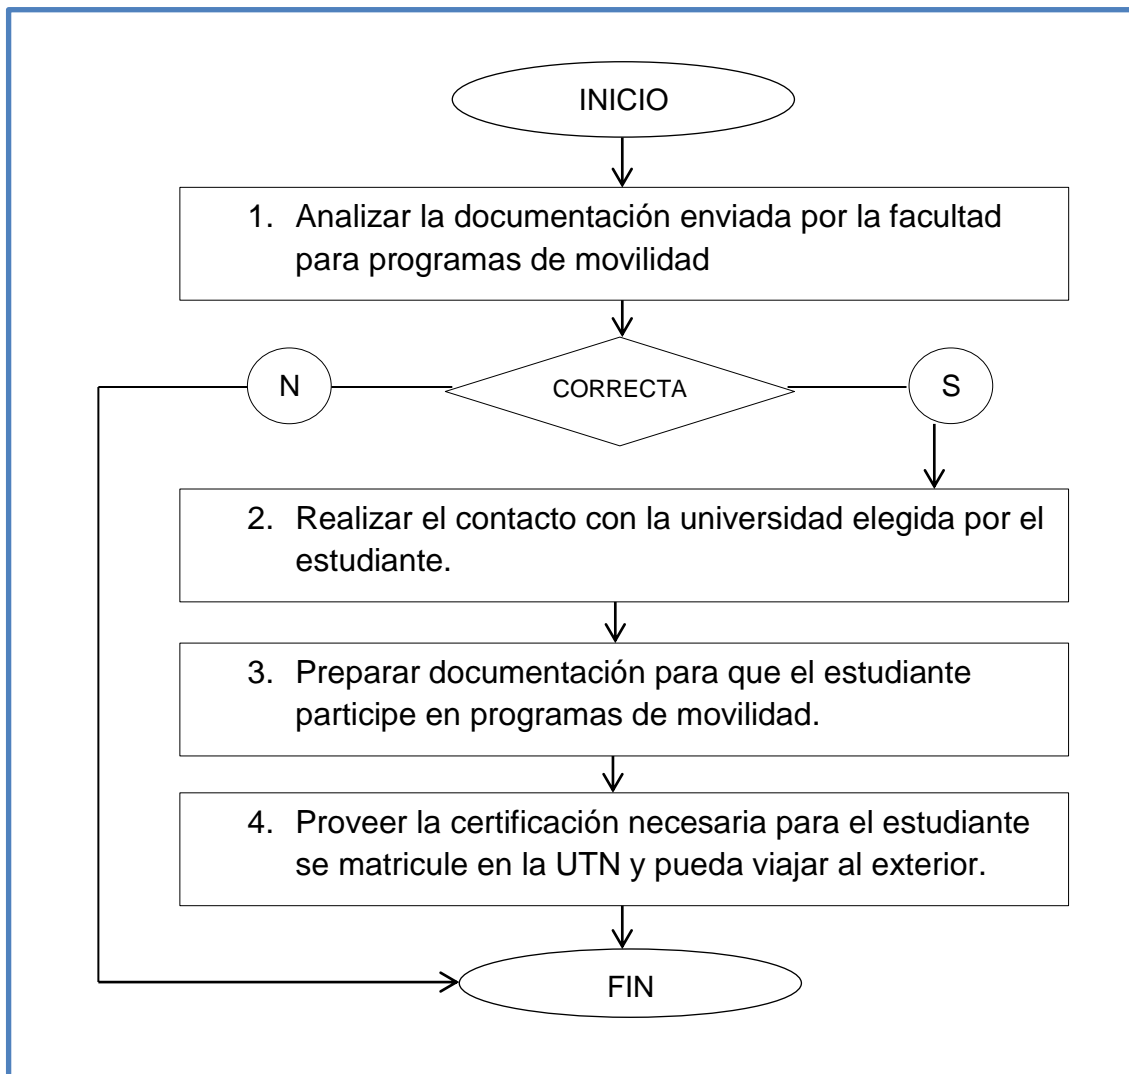 INICIO
1. Analizar la documentación enviada por la facultad
para programas de movilidad
N
CORRECTA
S
2. Realizar el contacto con la universidad elegida por el
estudiante.
3. Preparar documentación para que el estudiante
participe en programas de movilidad.
4. Proveer la certificación necesaria para el estudiante
se matricule en la UTN y pueda viajar al exterior.
FIN